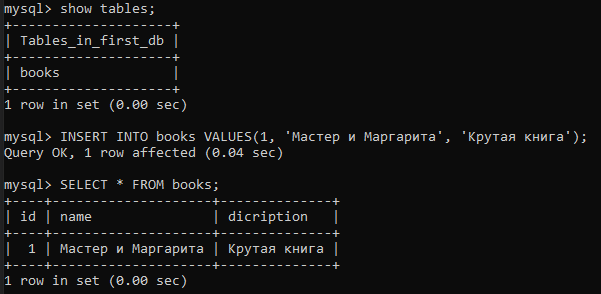 mysql> show tables;
+--------------------+
| Tables_in_first_db |
+--------------------+
| books              |
+--------------------+
1 row in set (0.00 sec)
mysql> INSERT INTO books VALUES(1, 'Мастер и Маргарита', 'Крутая книга');
Query OK, 1 row affected (0.04 sec)
mysql> SELECT * FROM books;
+----+--------------------+--------------+
| id | name               | dicription   |
+----+--------------------+--------------+
|  1 | Мастер и Маргарита | Крутая книга |
+----+--------------------+--------------+
1 row in set (0.00 sec)